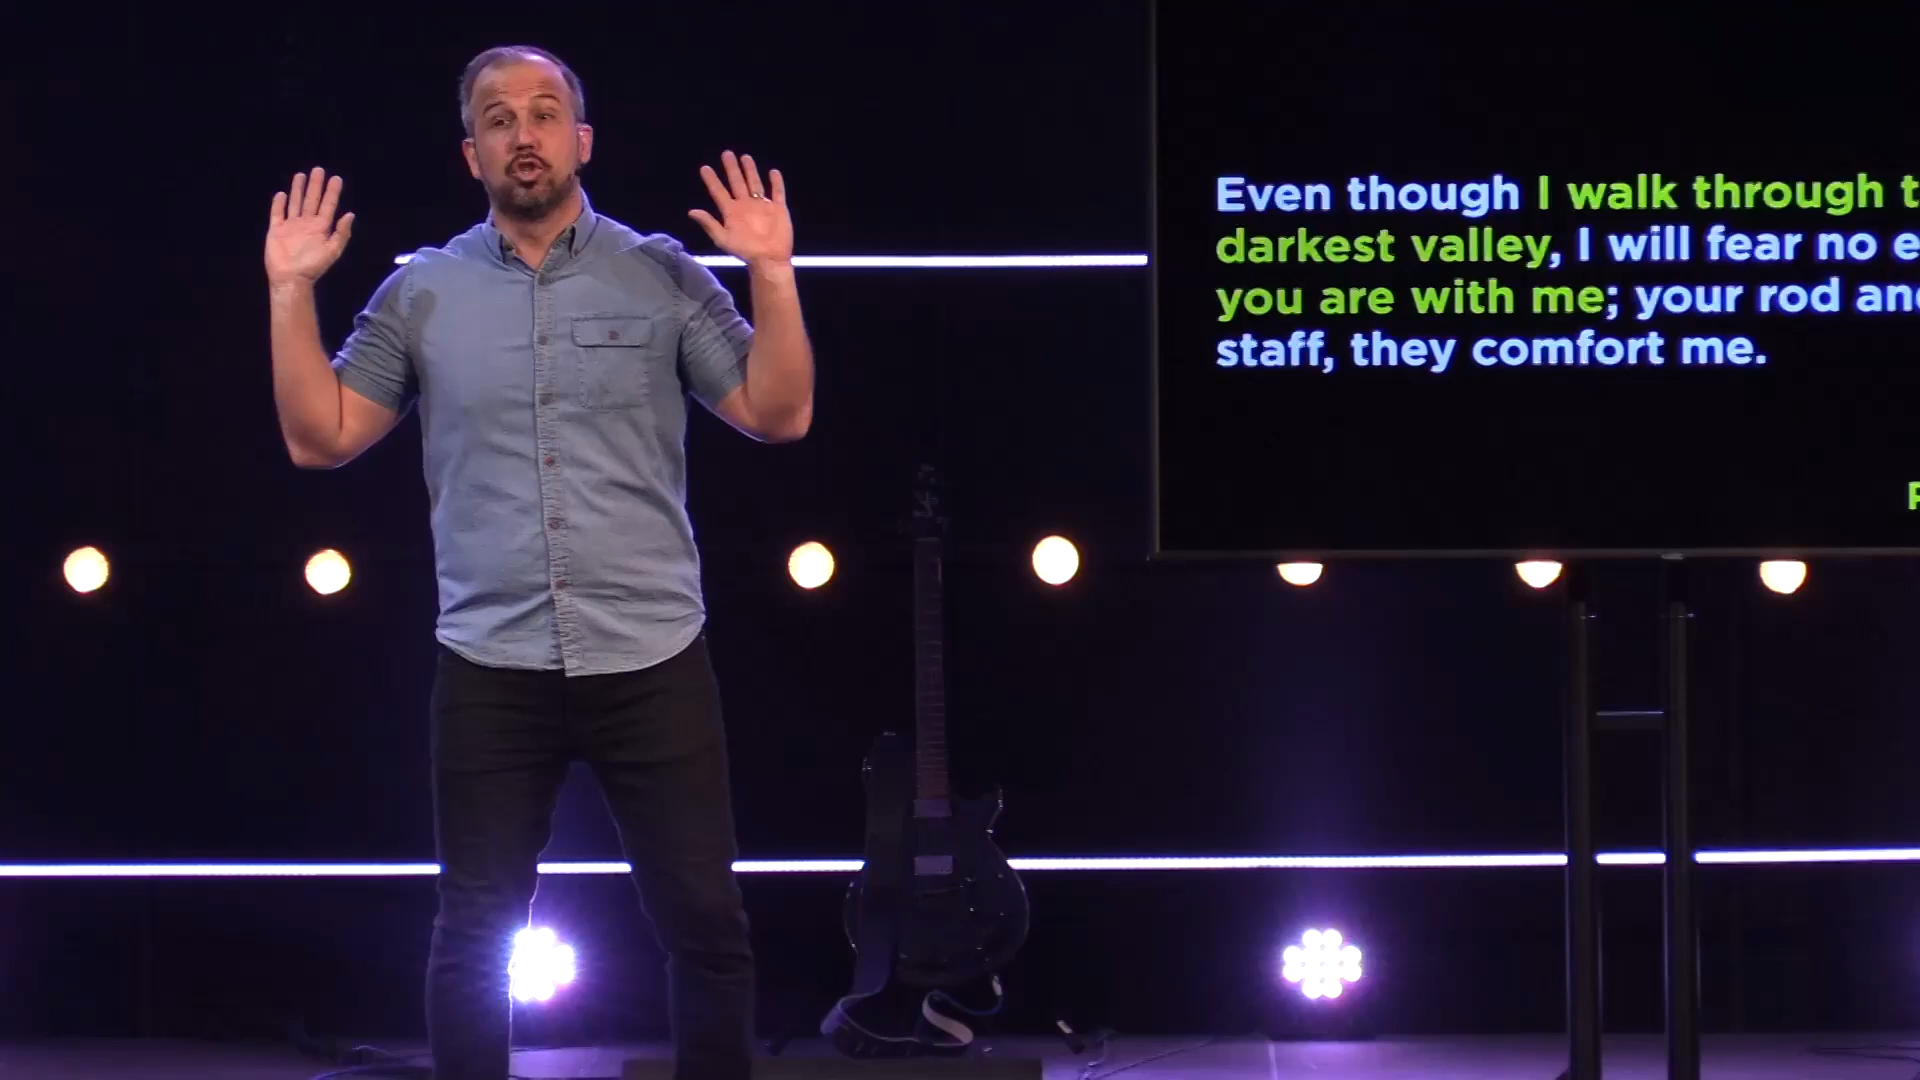 Even though I walk through
darkest valley, I will fear no
you are with me; your rod
staff, they comfort me.